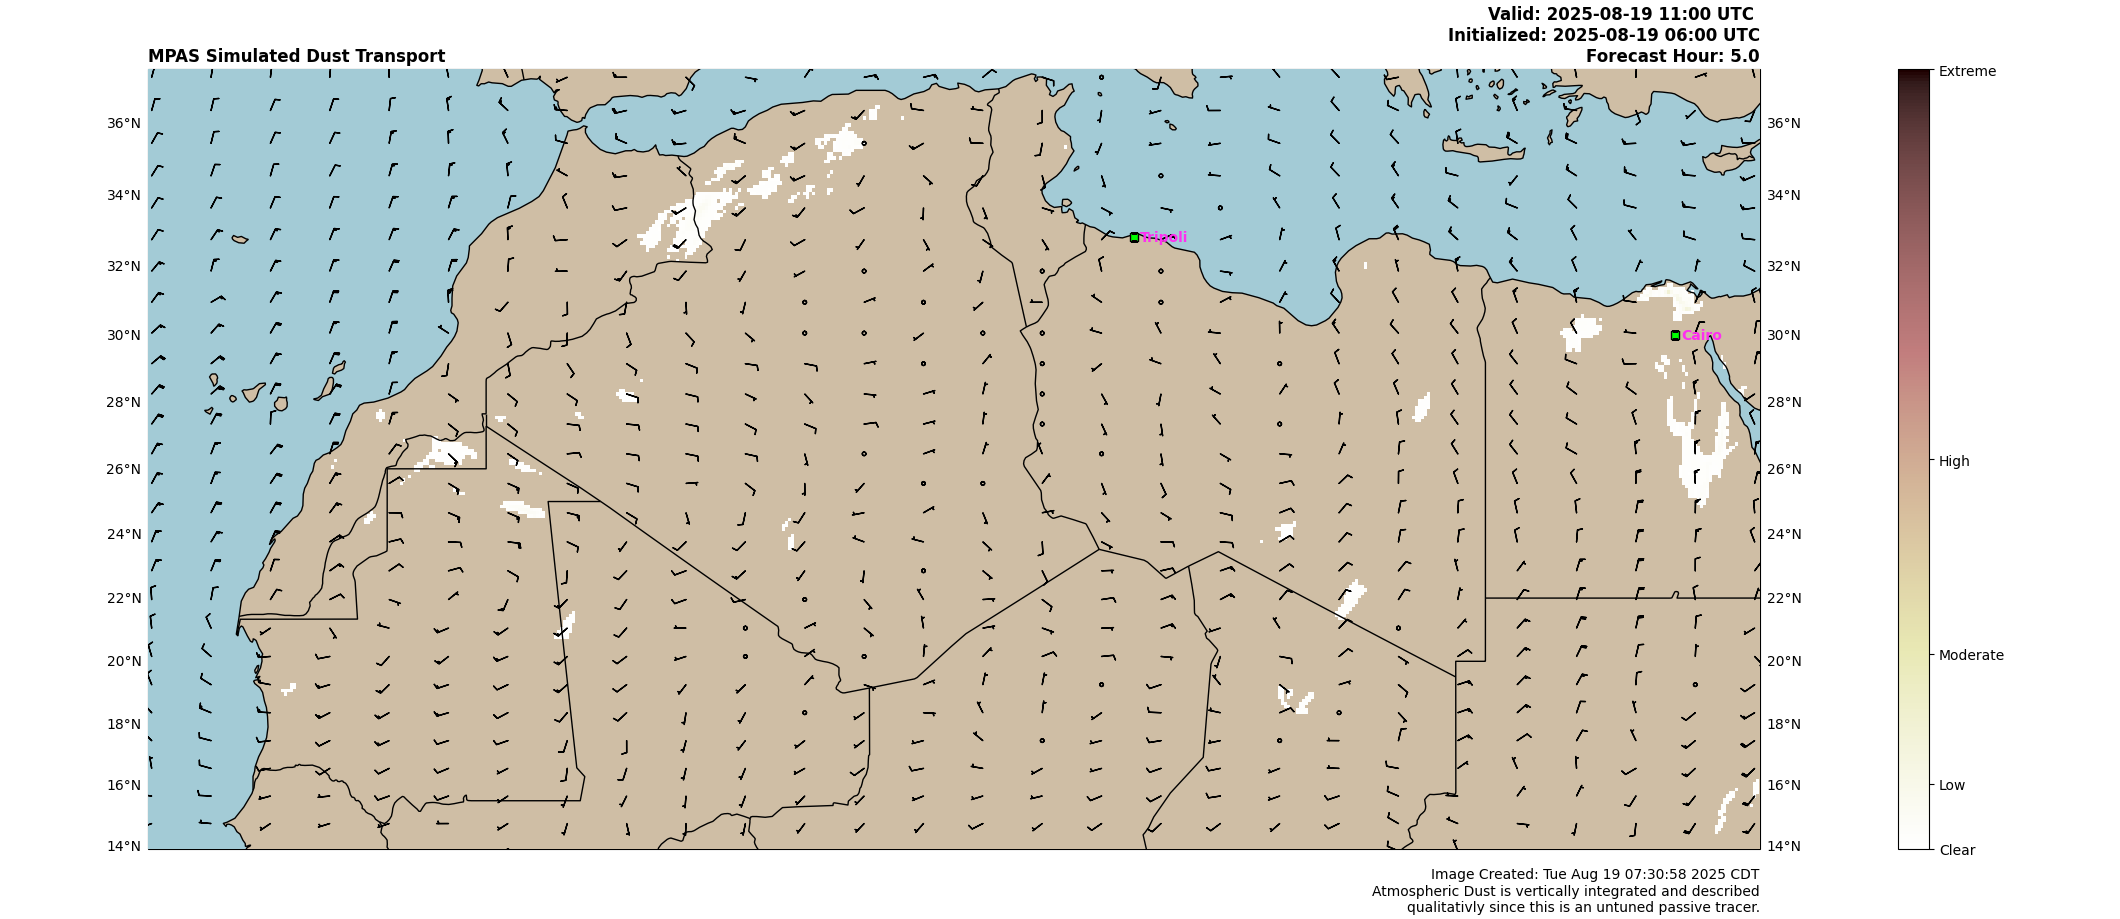 Valid: 2025-08-19 11:00 UTC
Initialized: 2025-08-19 06:00 UTC
MPAS Simulated Dust Transport
Forecast Hour: 5.0
Extreme
36°N
36°N
34°N
34°N
Tripoli
32°N
32°N
30°N
Cairo
30°N
28°N
28°N
High
26°N
26°N
24°N
24°N
22°N
22°N
Moderate
20°N
20°N
18°N
18°N
16°N
16°N
Low
14°N
14°N
Clear
Image Created: Tue Aug 19 07:30:58 2025 CDT
Atmospheric Dust is vertically integrated and described
qualitativly since this is an untuned passive tracer.